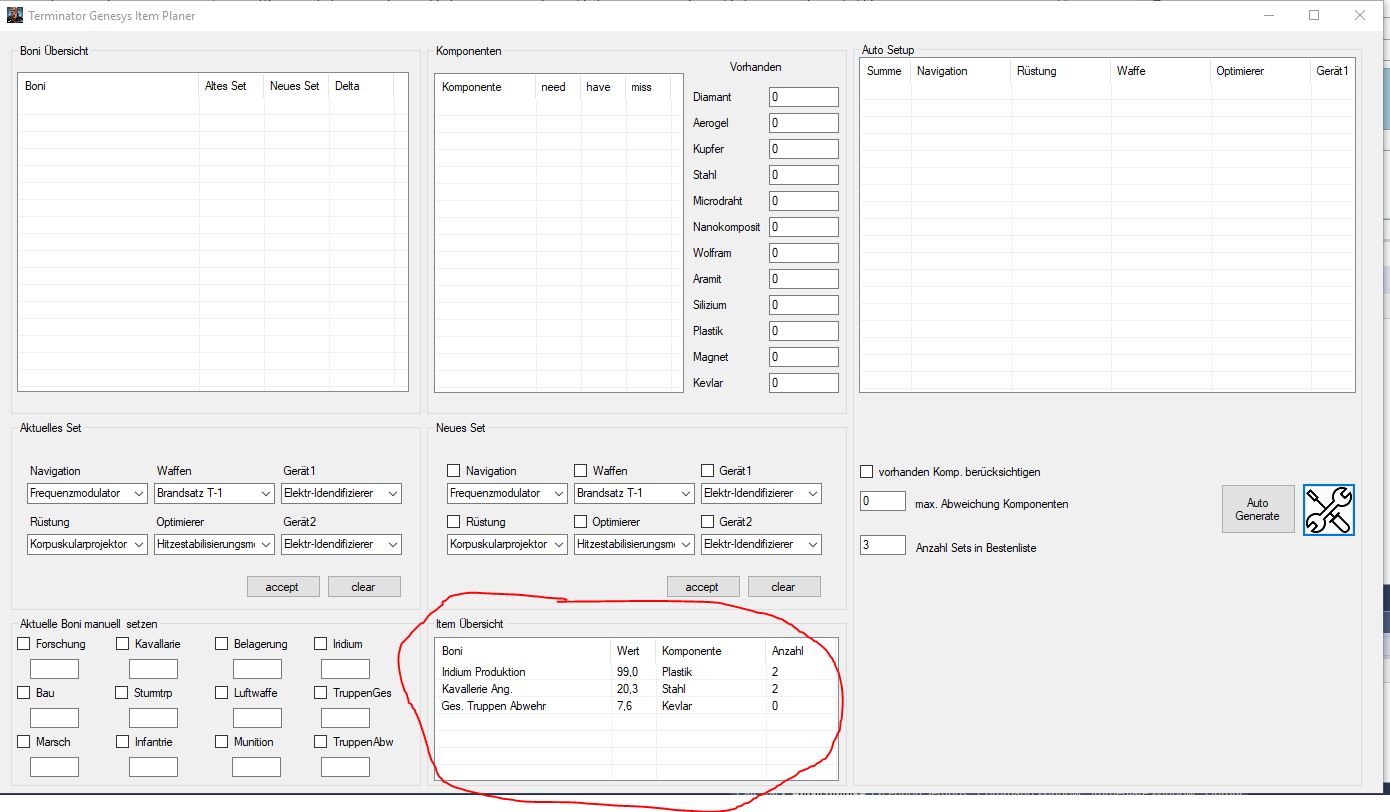 Terminator Genesys Item Planer
Boni Übersicht
Boni Altes Set Neues Set Delta
Komponenten
Komponente need have miss
Vorhanden
Diamant 0
Aerogel 0
Kupfer 0
Stahl 0
Microdraht 0
Nanokomposit 0
Wolfram 0
Aramit 0
Silizium 0
Plastik 0
Magnet 0
Kevlar 0
Auto Setup
Summe Navigation Rüstung Waffe Optimierer Gerät1
Aktuelles Set
Navigation Waffen Gerät1
Frequenzmodulator Brandsatz T-1 Elektr-Idendifizierer
Rüstung Optimierer Gerät2
Korpuskularprojektor Hitzestabilisierungsm Elektr-Idendifizierer
accept clear
Neues Set
Navigation Waffen Gerät1
Frequenzmodulator Brandsatz T-1 Elektr-Idendifizierer
Rüstung Optimierer Gerät2
Korpuskularprojektor Hitzestabilisierungsm Elektr-Idendifizierer
accept clear
vorhanden Komp. berücksichtigen
0 max. Abweichung Komponenten
3 Anzahl Sets in Bestenliste
Auto
Generate
Aktuelle Boni manuell setzen
Forschung Kavallarie Belagerung Iridium
Bau Sturmtrp Luftwaffe TruppenGes
Marsch Infantrie Munition TruppenAbw
Item Übersicht
Boni Wert Komponente Anzahl
Iridium Produktion 99,0 Plastik 2
Kavallerie Ang. 20,3 Stahl 2
Ges. Truppen Abwehr 7,6 Kevlar 0